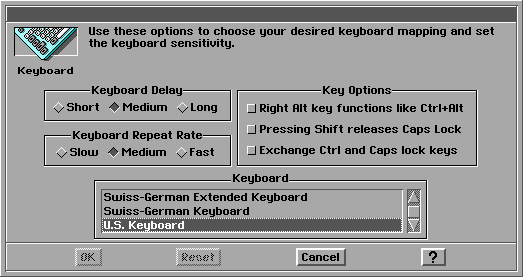 Use these options to choose your desired keyboard mapping and set
the keyboard sensitivity.
Keyboard
Keyboard Delay
Short Medium Long
Keyboard Repeat Rate
Slow Medium Fast
Key Options
Right Alt key functions like Ctrl+Alt
Pressing Shift releases Caps Lock
Exchange Ctrl and Caps lock keys
Keyboard
Swiss-German Extended Keyboard
Swiss-German Keyboard
U.S. Keyboard
OK Reset Cancel ?